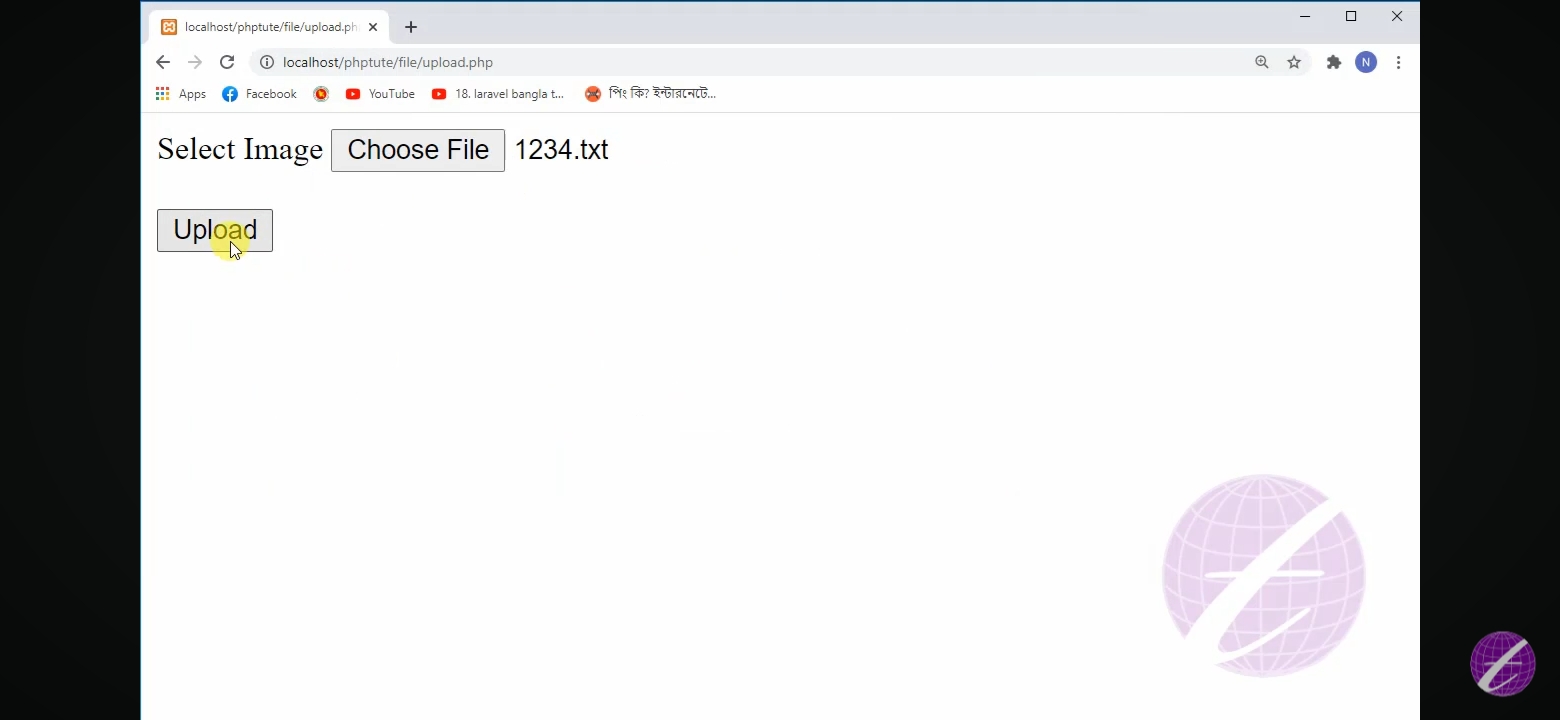 localhost/phptute/file/upload.ph
localhost/phptute/file/upload.php
N
Apps Facebook YouTube 18. laravel bangla t... পিং কি? ইন্টারনেটে...
Select Image Choose File 1234.txt
Upload